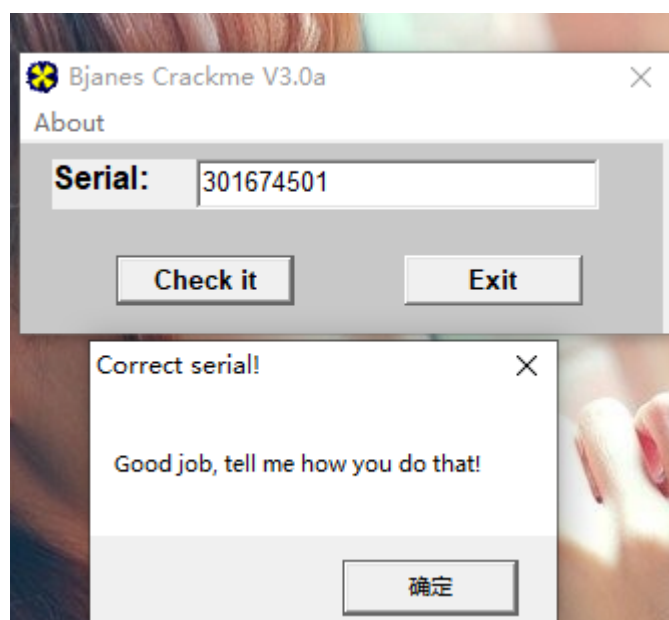 Bjanes Crackme V3.0a
About
Serial: 301674501
Check it Exit
Correct serial!
Good job, tell me how you do that!
确定